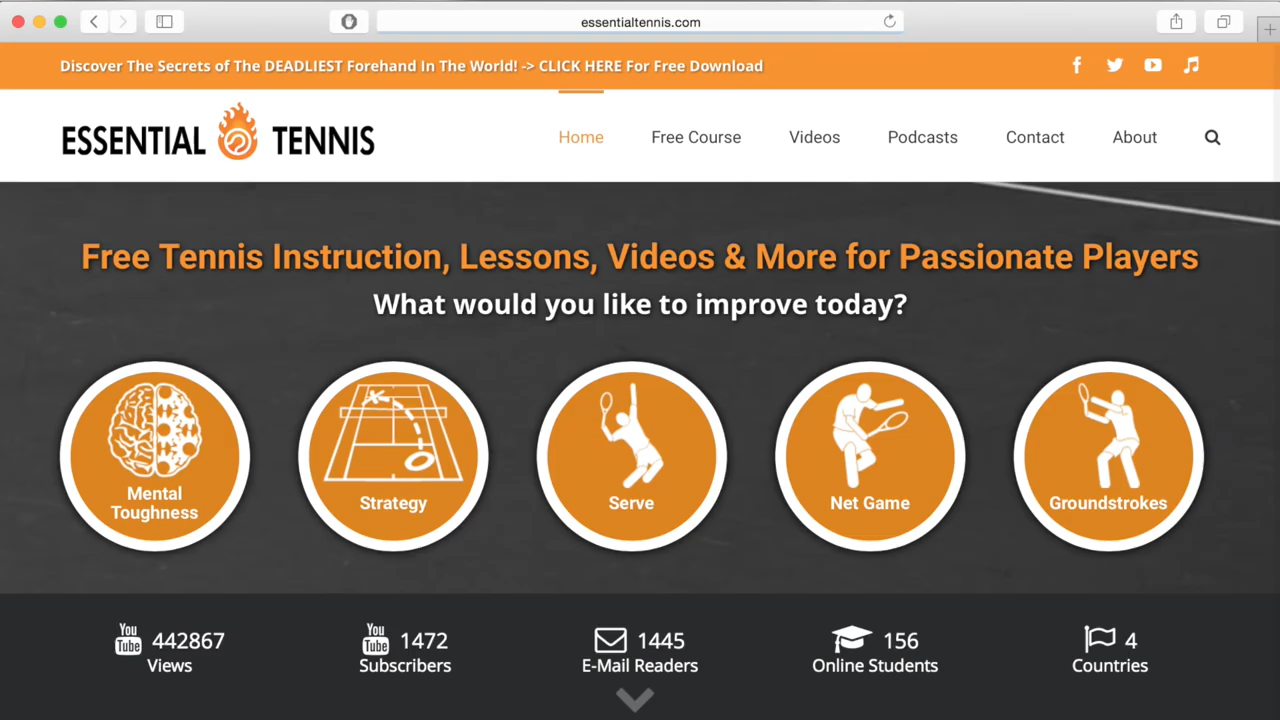 essentialtennis.com
Discover The Secrets of The DEADLIEST Forehand In The World! -> CLICK HERE For Free Download
ESSENTIAL TENNIS
Home Free Course Videos Podcasts Contact About
Free Tennis Instruction, Lessons, Videos & More for Passionate Players
What would you like to improve today?
Mental
Toughness
Strategy
Serve
Net Game
Groundstrokes
You Tube 442867
Views
You Tube 1472
Subscribers
1445
E-Mail Readers
156
Online Students
4
Countries